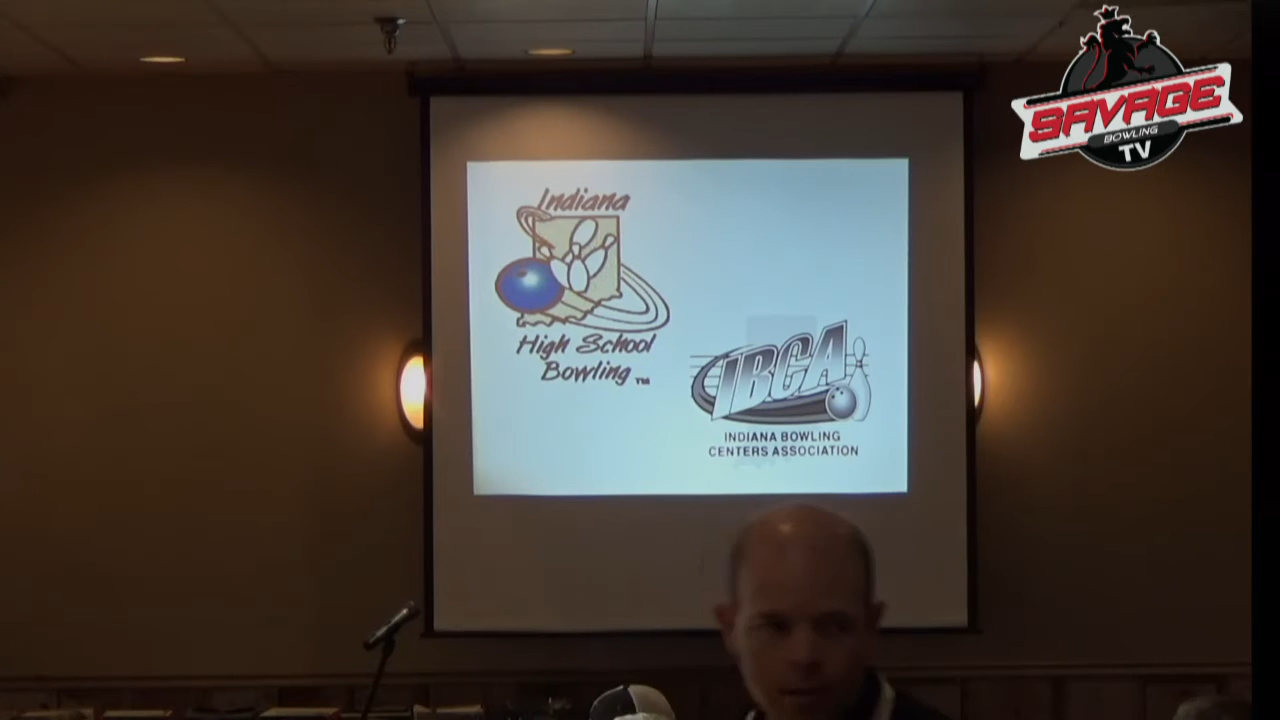 SAVAGE
BOWLING
TV
Indiana
High School
Bowling TM
IBCA
INDIANA BOWLING
CENTERS ASSOCIATION